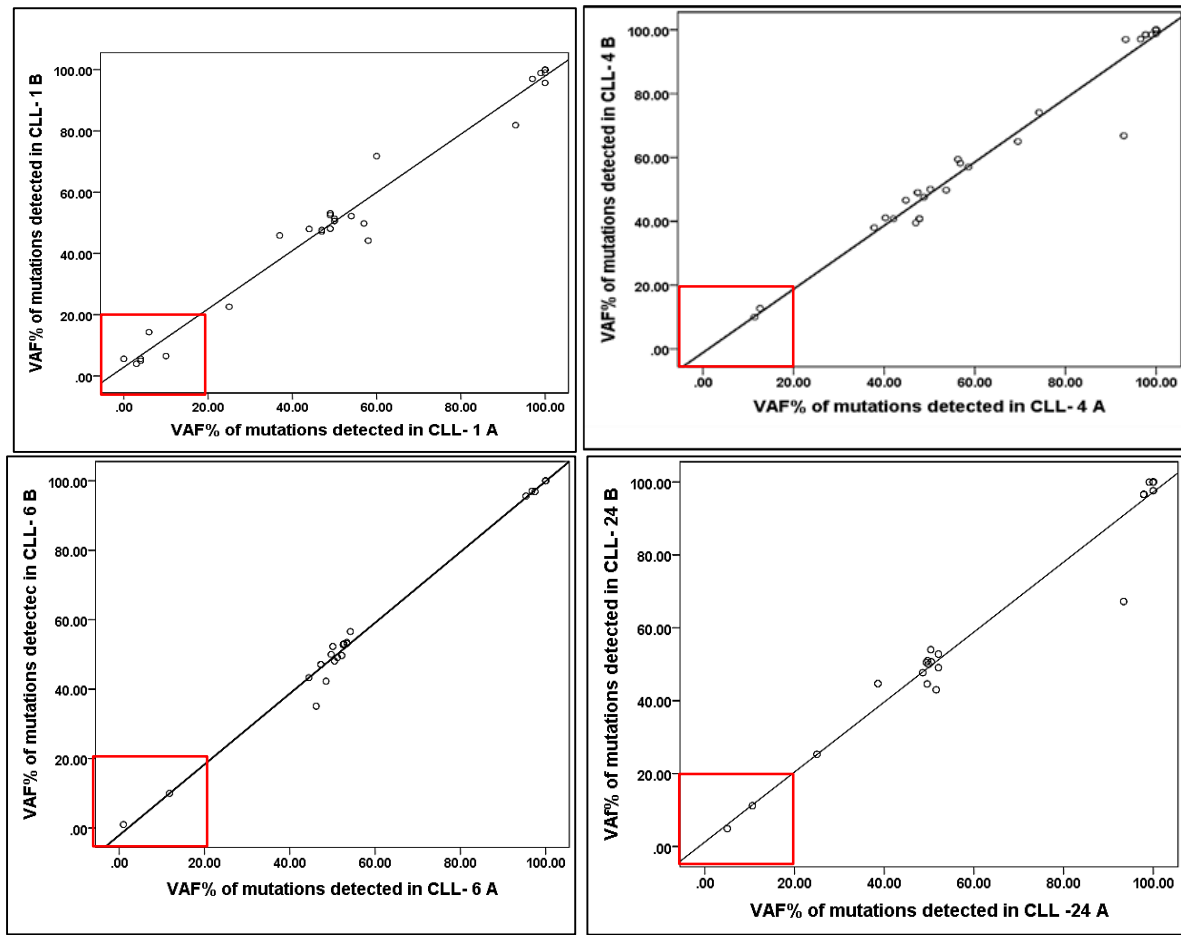 VAF% of mutations detected in CLL- 1 B
100.00
80.00
60.00
40.00
20.00
.00
.00 20.00 40.00 60.00 80.00 100.00
VAF% of mutations detected in CLL- 1 A
VAF% of mutations detected in CLL- 4 B
100.00
80.00
60.00
40.00
20.00
.00
.00 20.00 40.00 60.00 80.00 100.00
VAF% of mutations detected in CLL- 4 A
VAF% of mutations detectec in CLL- 6 B
100.00
80.00
60.00
40.00
20.00
.00
.00 20.00 40.00 60.00 80.00 100.00
VAF% of mutations detected in CLL- 6 A
VAf% of mutations detected in CLL- 24 B
100.00
80.00
60.00
40.00
20.00
.00
.00 20.00 40.00 60.00 80.00 100.00
VAF% of mutations detected in CLL -24 A